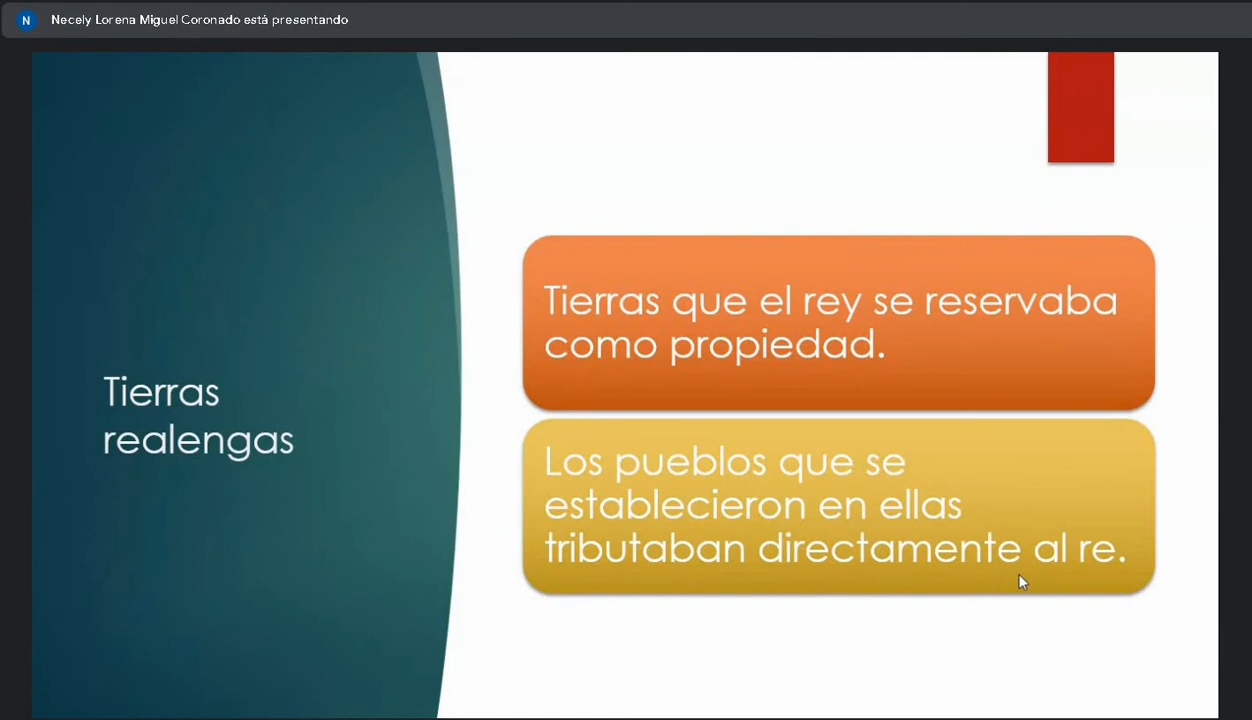 N Necely Lorena Miguel Coronado está presentando
Tierras
realengas
Tierras que el rey se reservaba
como propiedad.
Los pueblos que se
establecieron en ellas
tributaban directamente al re.